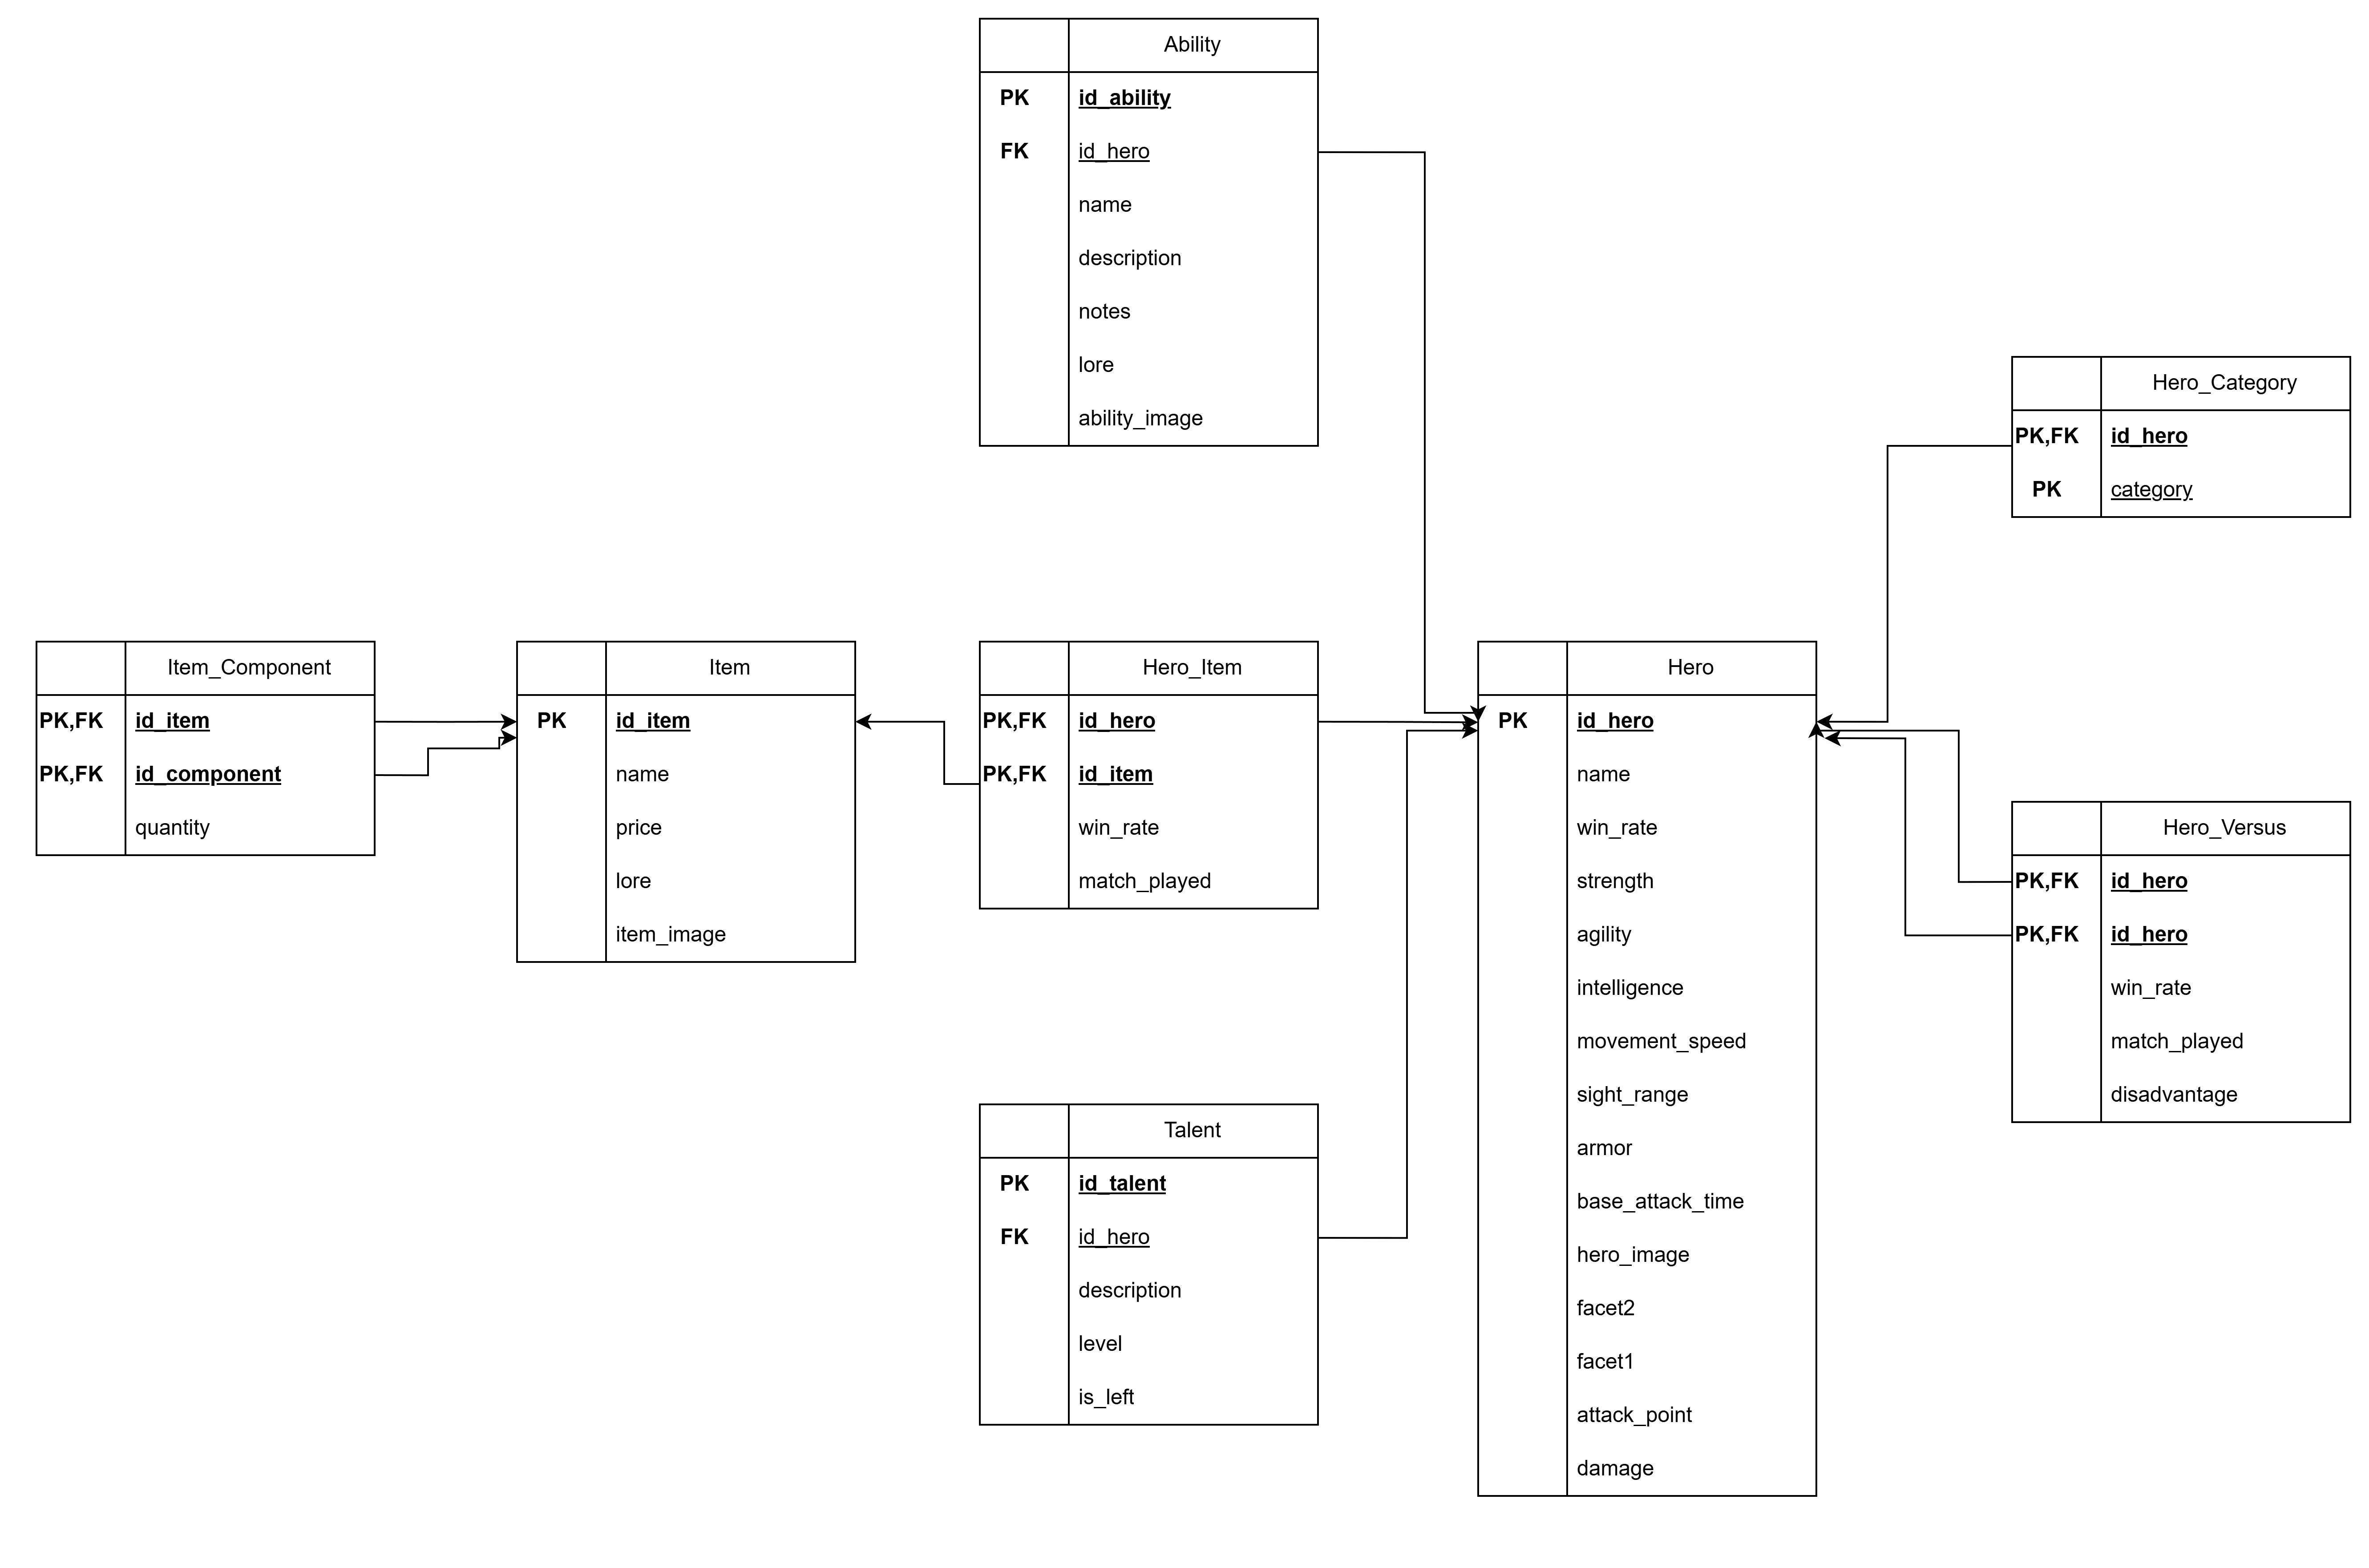 Ability
PK id_ability
FK id_hero
name
description
notes
lore
ability_image
Hero_Category
PK,FK id_hero
PK category
Item_Component
PK,FK id_item
PK,FK id_component
quantity
Item
PK id_item
name
price
lore
item_image
Hero_Item
PK,FK id_hero
PK,FK id_item
win_rate
match_played
Hero
PK id_hero
name
win_rate
strength
agility
intelligence
movement_speed
sight_range
armor
base_attack_time
hero_image
facet2
facet1
attack_point
damage
Hero_Versus
PK,FK id_hero
PK,FK id_hero
win_rate
match_played
disadvantage
Talent
PK id_talent
FK id_hero
description
level
is_left